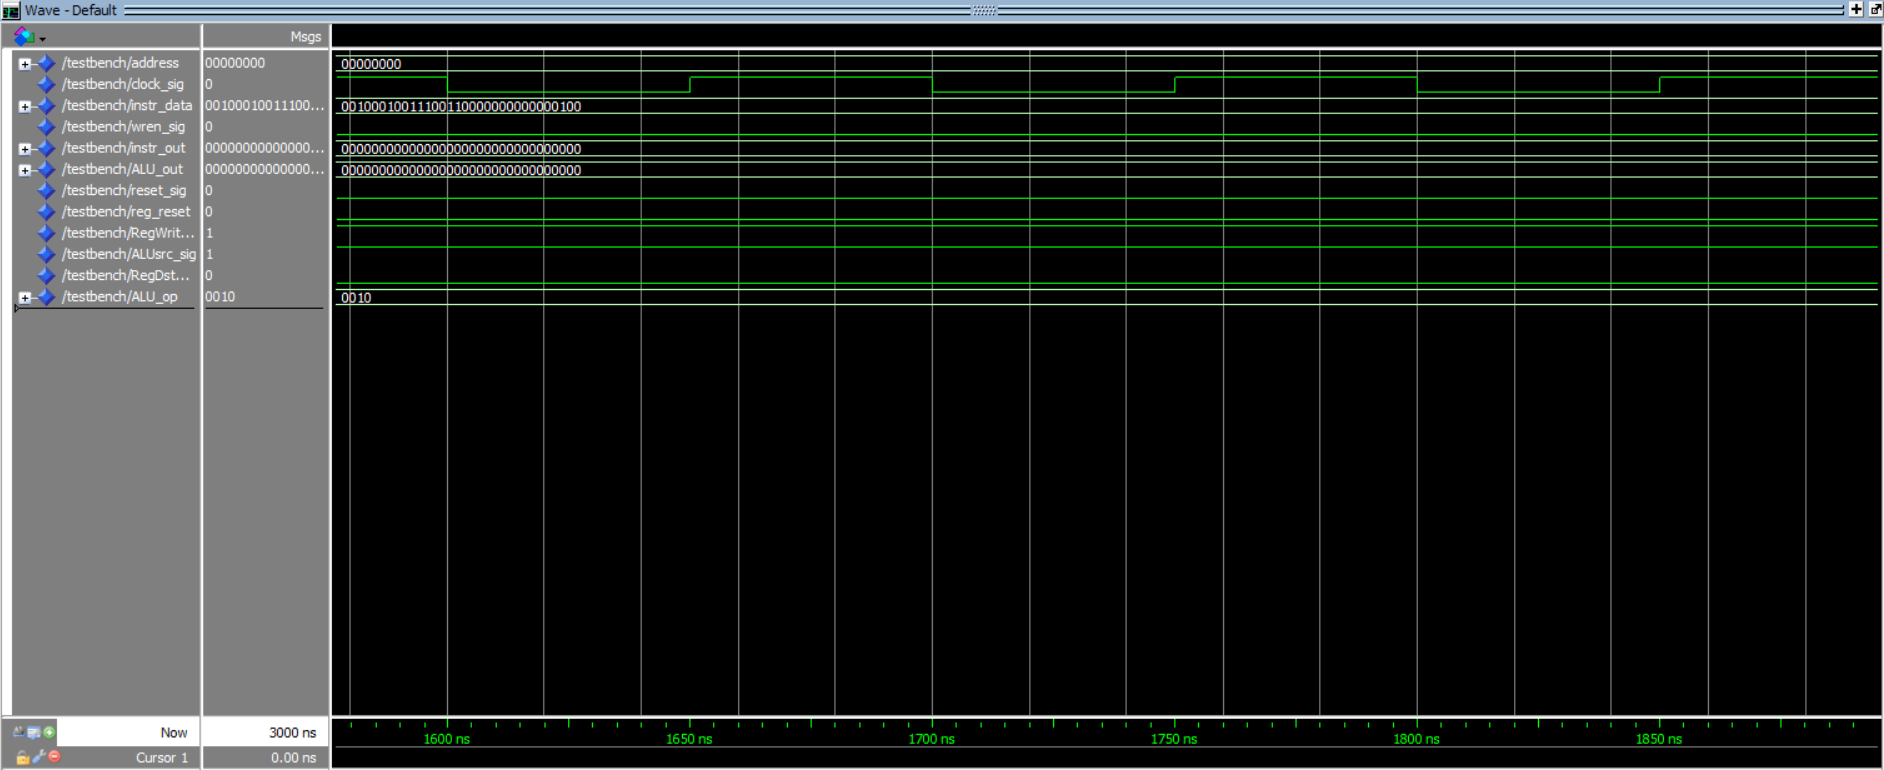 Wave - Default
Msgs
/testbench/address 00000000 00000000
/testbench/clock_sig 0
/testbench/instr_data 00100010011100... 00100010011100110000000000000100
/testbench/wren_sig 0
/testbench/instr_out 00000000000000... 00000000000000000000000000000000
/testbench/ALU_out 00000000000000... 00000000000000000000000000000000
/testbench/reset_sig 0
/testbench/reg_reset 0
/testbench/RegWrit... 1
/testbench/ALUsrc_sig 1
/testbench/RegDst... 0
/testbench/ALU_op 0010 0010
Now 3000 ns
1600 ns 1650 ns 1700 ns 1750 ns 1800 ns 1850 ns
Cursor 1 0.00 ns